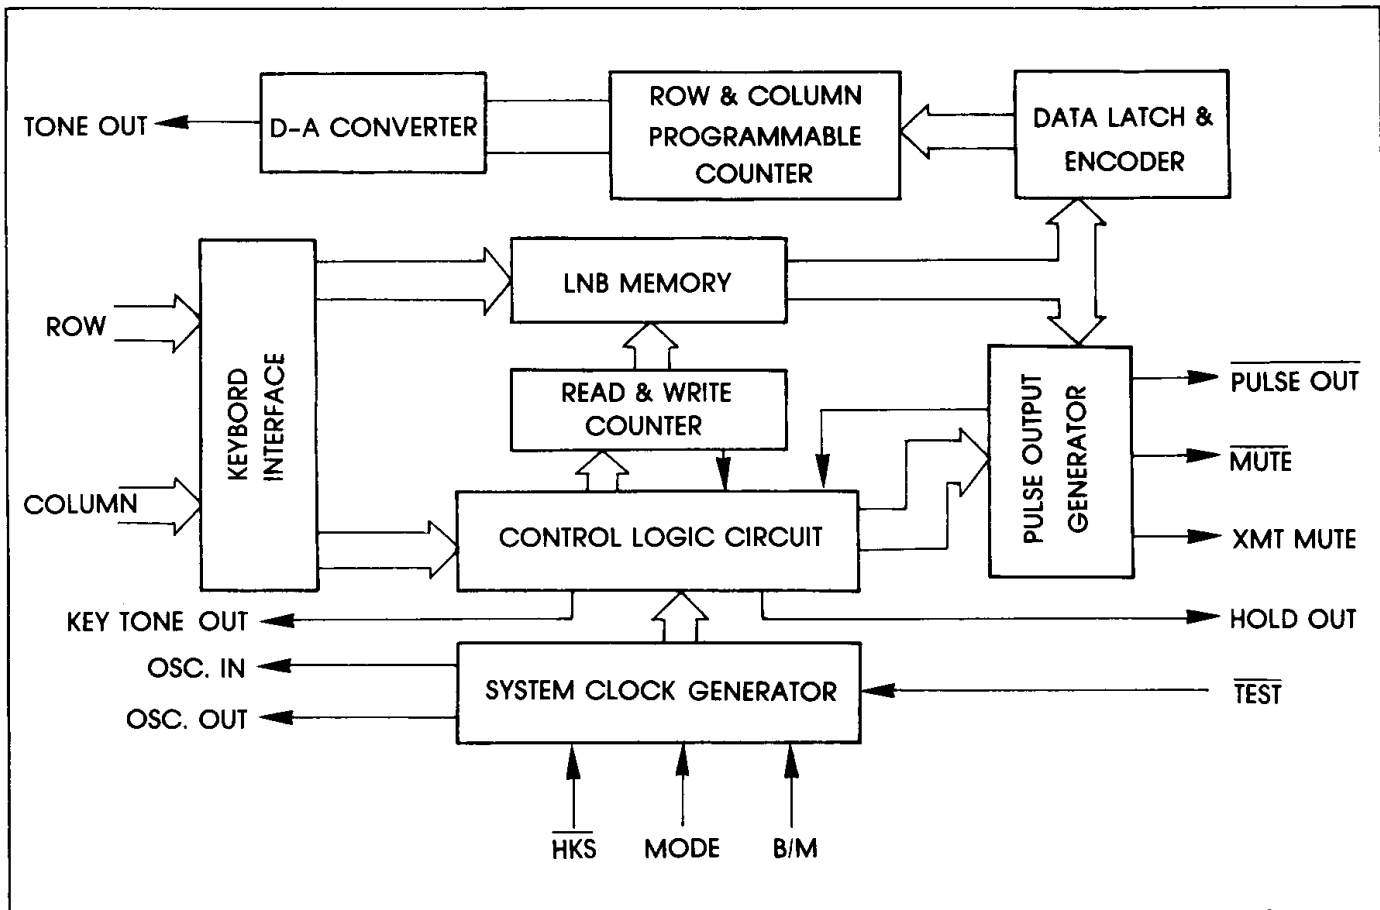 ROW & COLUMN
PROGRAMMABLE
COUNTER
DATA LATCH &
ENCODER
TONE OUT
D-A CONVERTER
LNB MEMORY
ROW
KEYBORD
INTERFACE
READ & WRITE
COUNTER
PULSE OUTPUT
GENERATOR
PULSE OUT
MUTE
XMT MUTE
COLUMN
CONTROL LOGIC CIRCUIT
KEY TONE OUT
HOLD OUT
OSC. IN
SYSTEM CLOCK GENERATOR
TEST
OSC. OUT
HKS
MODE
B/M